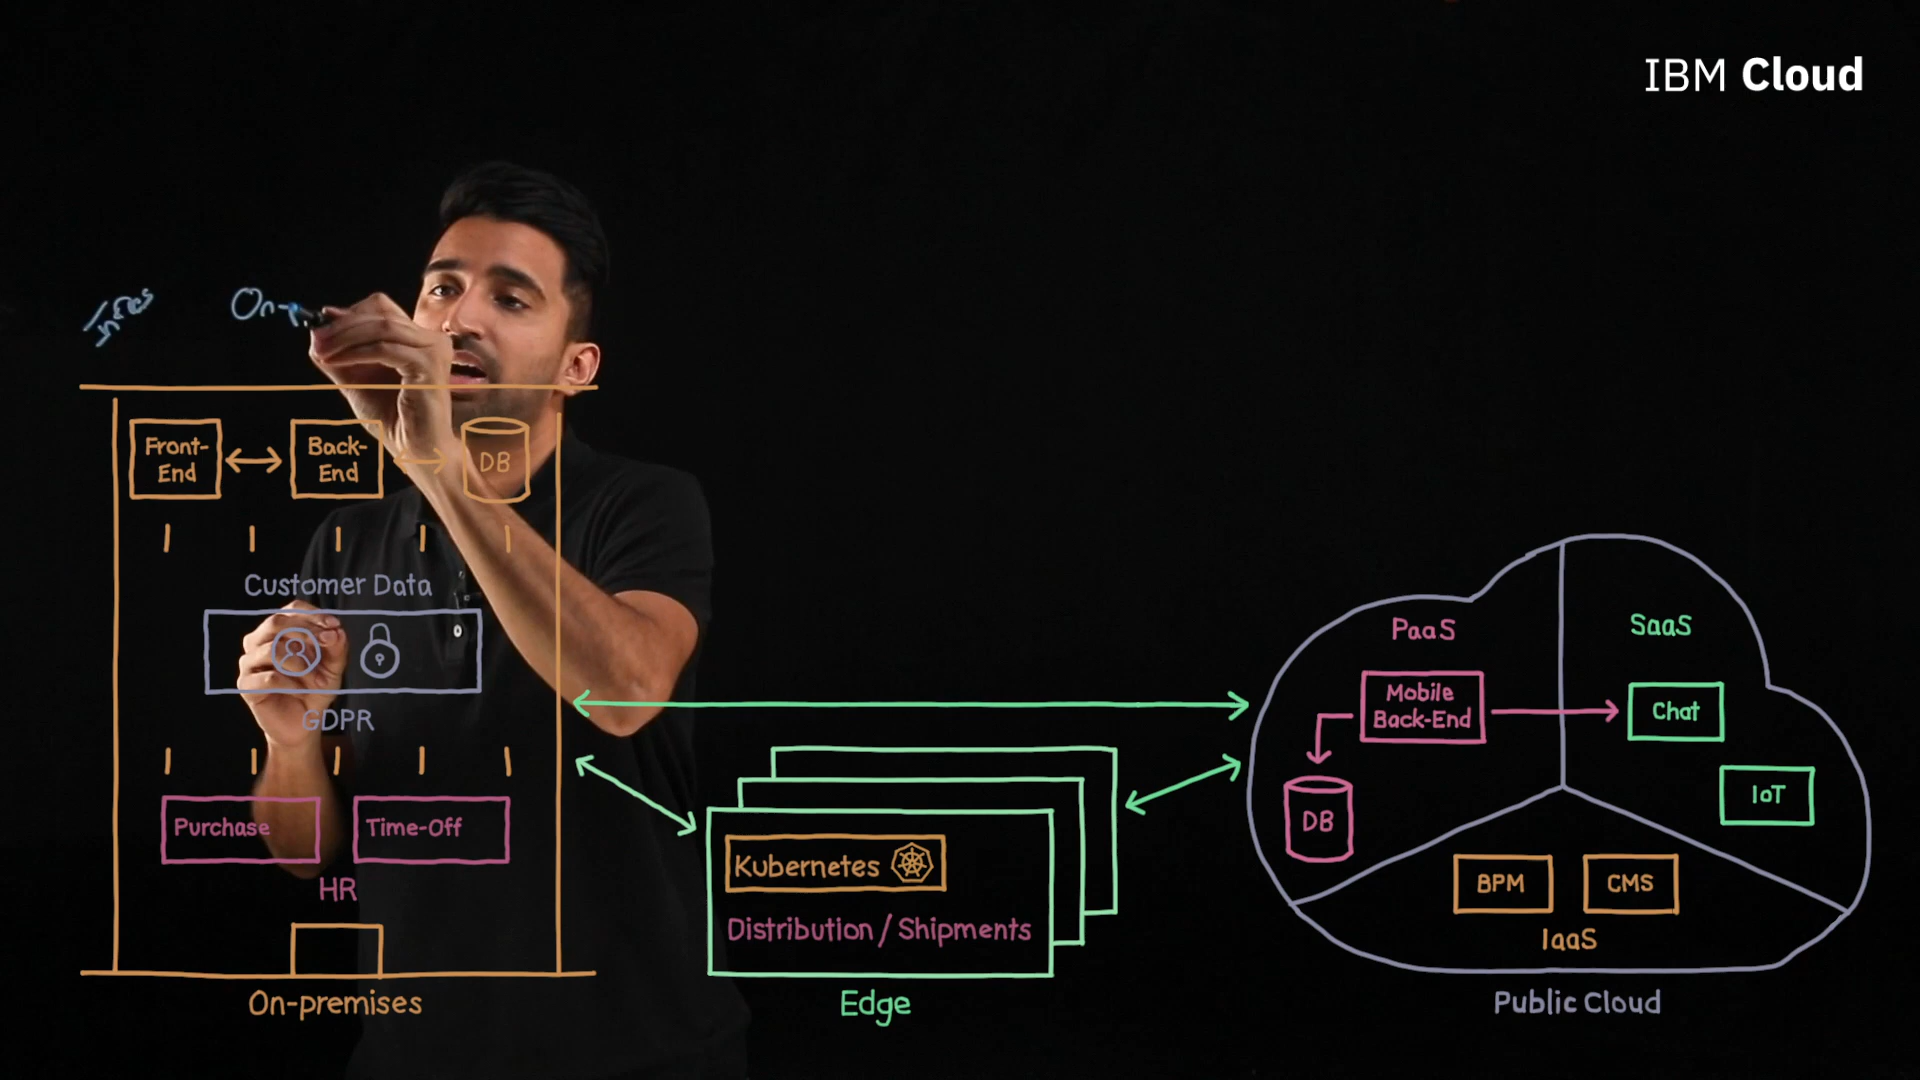 IBM Cloud
On-p
Front-
End
Back-
End
DB
Customer Data
GDPR
Purchase
Time-Off
HR
On-premises
Kubernetes
Distribution / Shipments
Edge
PaaS
SaaS
Mobile
Back-End
Chat
IoT
DB
BPM
CMS
IaaS
Public Cloud